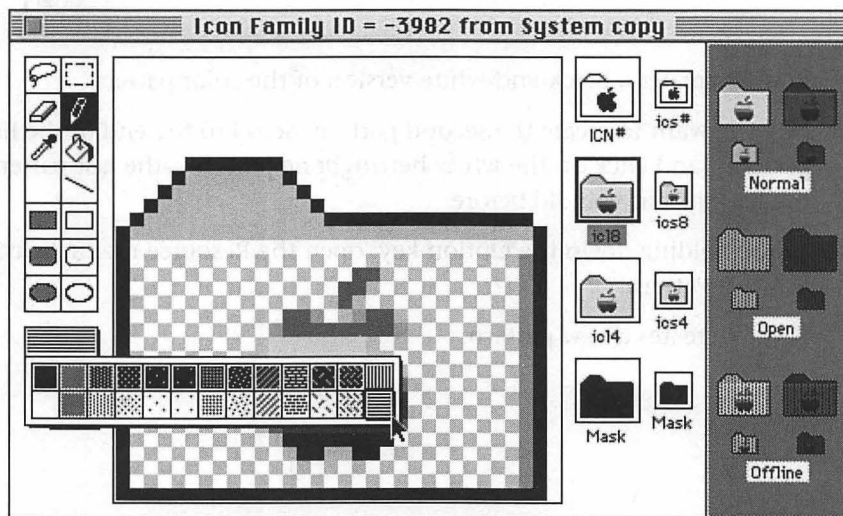 Icon Family ID = -3982 from System copy
ICN#
ics#
Normal
icl8
ics8
icl4
ics4
Open
Mask
Mask
Offline